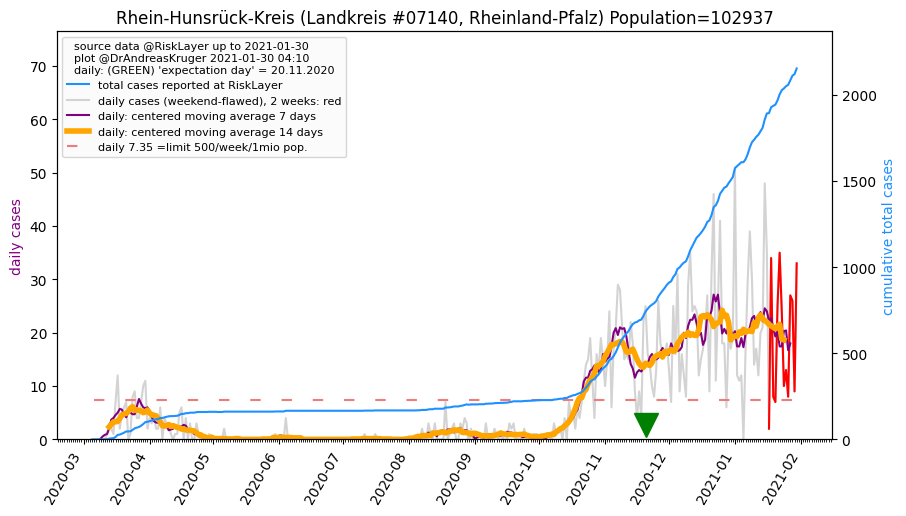 Rhein-Hunsrück-Kreis (Landkreis #07140, Rheinland-Pfalz) Population=102937
source data @RiskLayer up to 2021-01-30
plot @DrAndreasKruger 2021-01-30 04:10
daily: (GREEN) 'expectation day' = 20.11.2020
total cases reported at RiskLayer
daily cases (weekend-flawed), 2 weeks: red
daily: centered moving average 7 days
daily: centered moving average 14 days
daily 7.35 =limit 500/week/1mio pop.
daily cases
70
60
50
40
30
20
10
0
cumulative total cases
2000
1500
1000
500
0
2020-03
2020-04
2020-05
2020-06
2020-07
2020-08
2020-09
2020-10
2020-11
2020-12
2021-01
2021-02